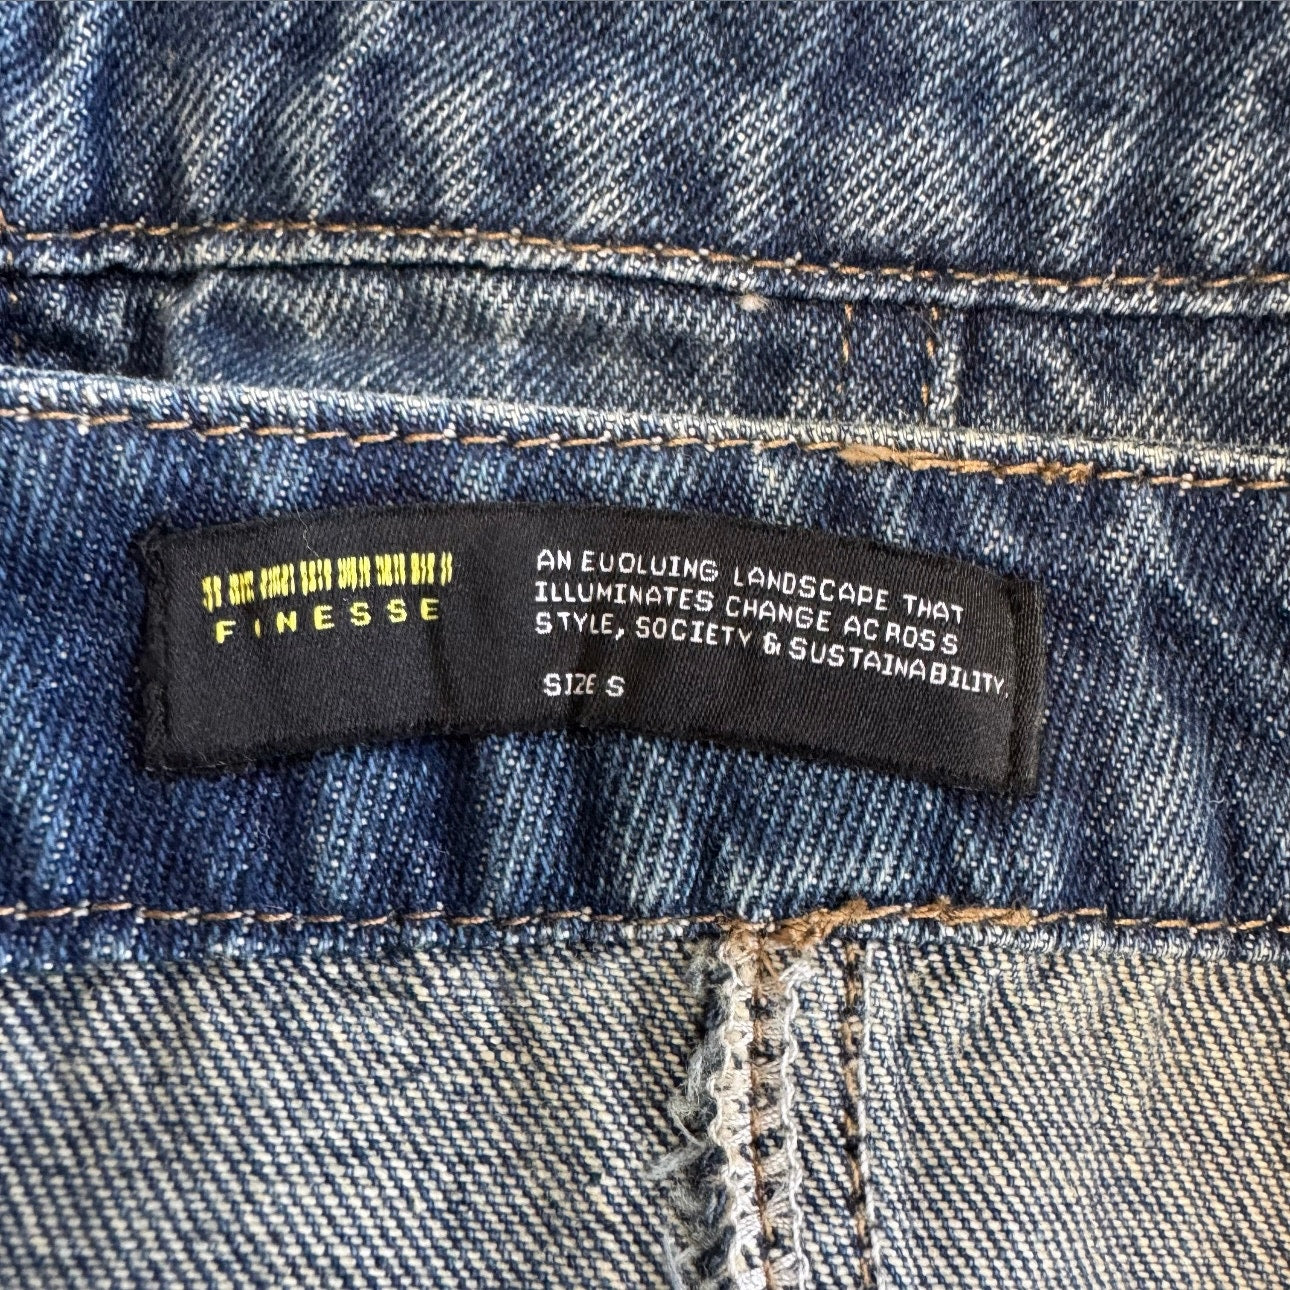 FINESSE
AN EVOLVING LANDSCAPE THAT
ILLUMINATES CHANGE ACROSS
STYLE, SOCIETY & SUSTAINABILITY.
SIZE S